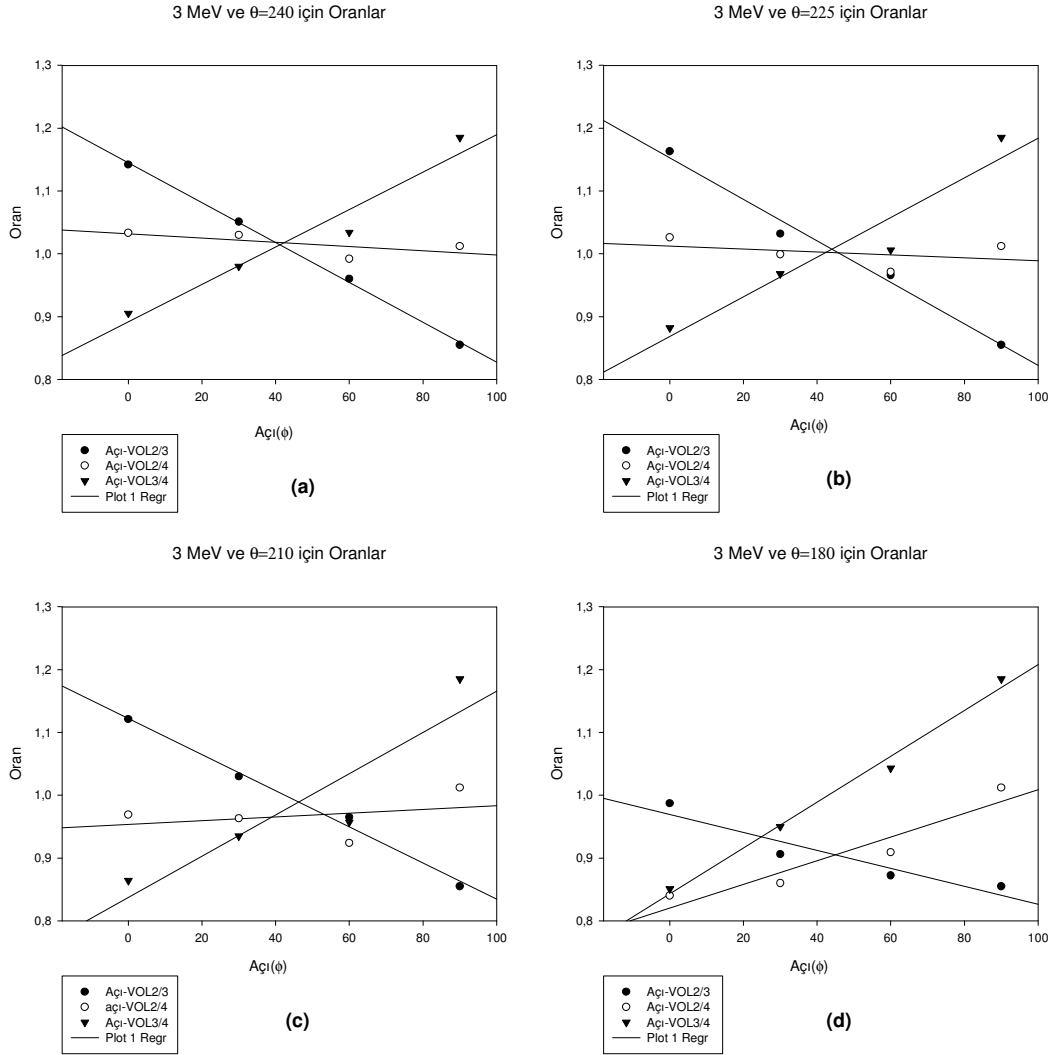 3 MeV ve θ=240 için Oranlar
Oran
1,3
1,2
1,1
1,0
0,9
0,8
0 20 40 60 80 100
Açı(ϕ)
Açı-VOL2/3
Açı-VOL2/4
Açı-VOL3/4
Plot 1 Regr
(a)
3 MeV ve θ=225 için Oranlar
Oran
1,3
1,2
1,1
1,0
0,9
0,8
0 20 40 60 80 100
Açı(ϕ)
Açı-VOL2/3
Açı-VOL2/4
Açı-VOL3/4
Plot 1 Regr
(b)
3 MeV ve θ=210 için Oranlar
Oran
1,3
1,2
1,1
1,0
0,9
0,8
0 20 40 60 80 100
Açı(ϕ)
Açı-VOL2/3
açı-VOL2/4
Açı-VOL3/4
Plot 1 Regr
(c)
3 MeV ve θ=180 için Oranlar
Oran
1,3
1,2
1,1
1,0
0,9
0,8
0 20 40 60 80 100
Açı(ϕ)
Açı-VOL2/3
Açı-VOL2/4
Açı-VOL3/4
Plot 1 Regr
(d)